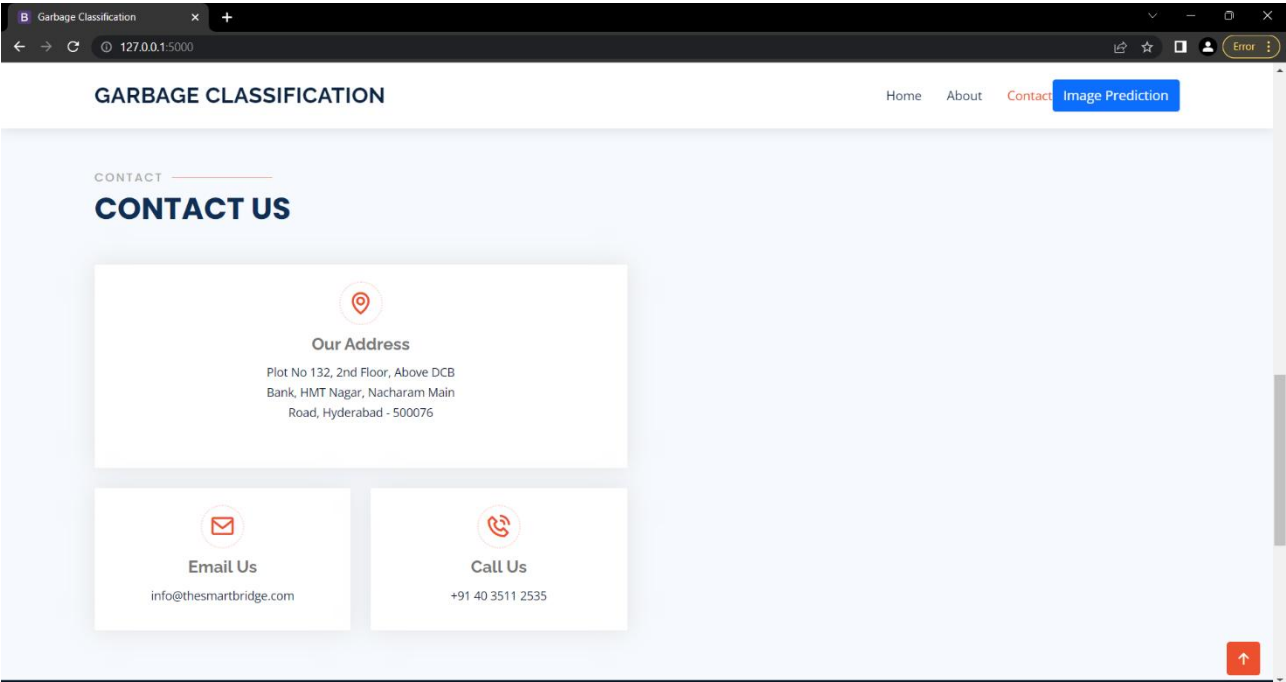 B Garbage Classification
127.0.0.1:5000
Error
GARBAGE CLASSIFICATION
Home About Contact Image Prediction
CONTACT
CONTACT US
Our Address
Plot No 132, 2nd Floor, Above DCB
Bank, HMT Nagar, Nacharam Main
Road, Hyderabad - 500076
Email Us
info@thesmartbridge.com
Call Us
+91 40 3511 2535